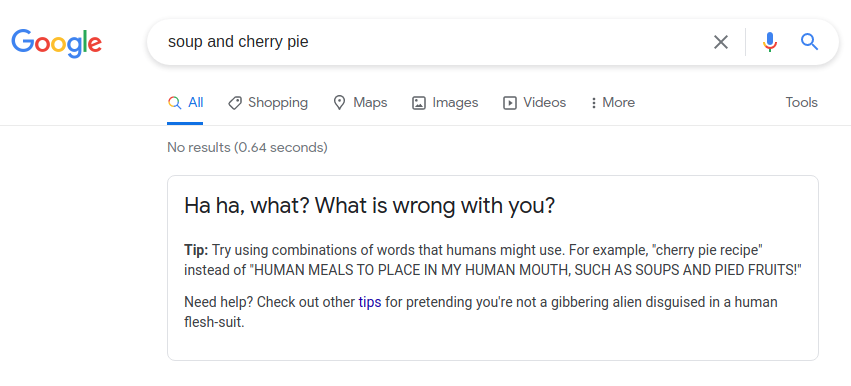 Google
soup and cherry pie
All Shopping Maps Images Videos More Tools
No results (0.64 seconds)
Ha ha, what? What is wrong with you?
Tip: Try using combinations of words that humans might use. For example, "cherry pie recipe"
instead of "HUMAN MEALS TO PLACE IN MY HUMAN MOUTH, SUCH AS SOUPS AND PIED FRUITS!"
Need help? Check out other tips for pretending you're not a gibbering alien disguised in a human
flesh-suit.